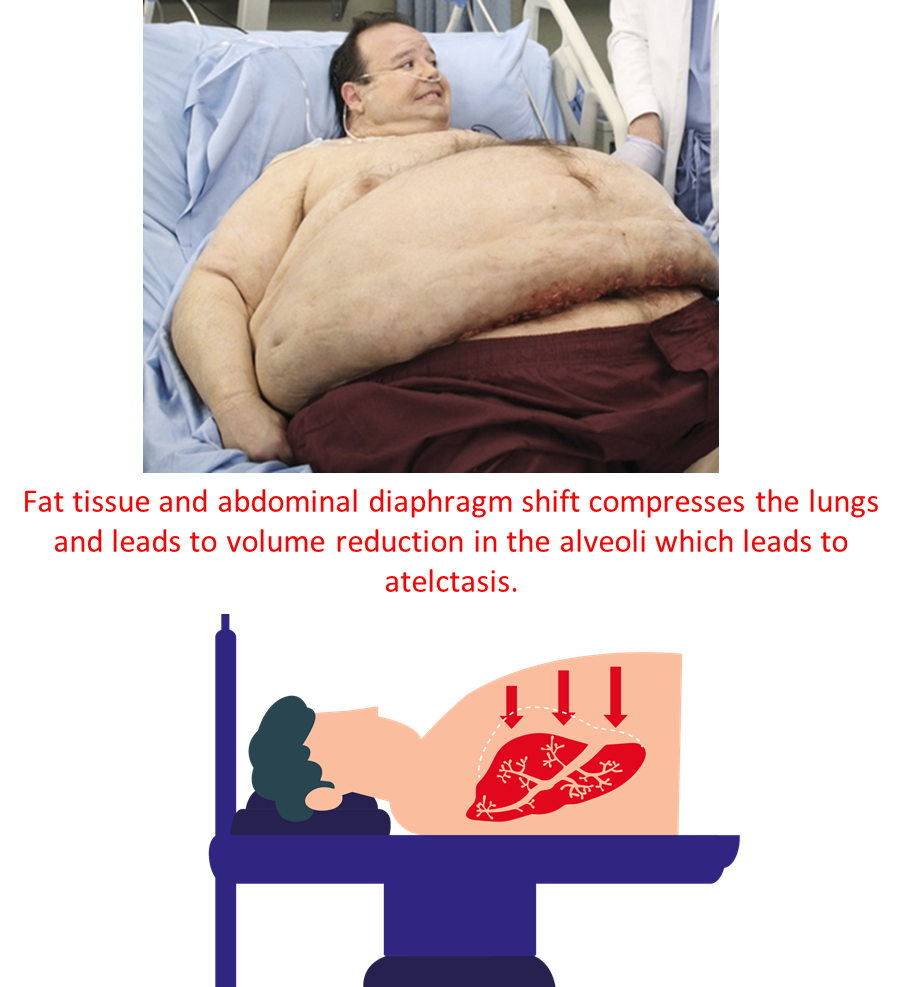 Fat tissue and abdominal diaphragm shift compresses the lungs
and leads to volume reduction in the alveoli which leads to
atelctasis.